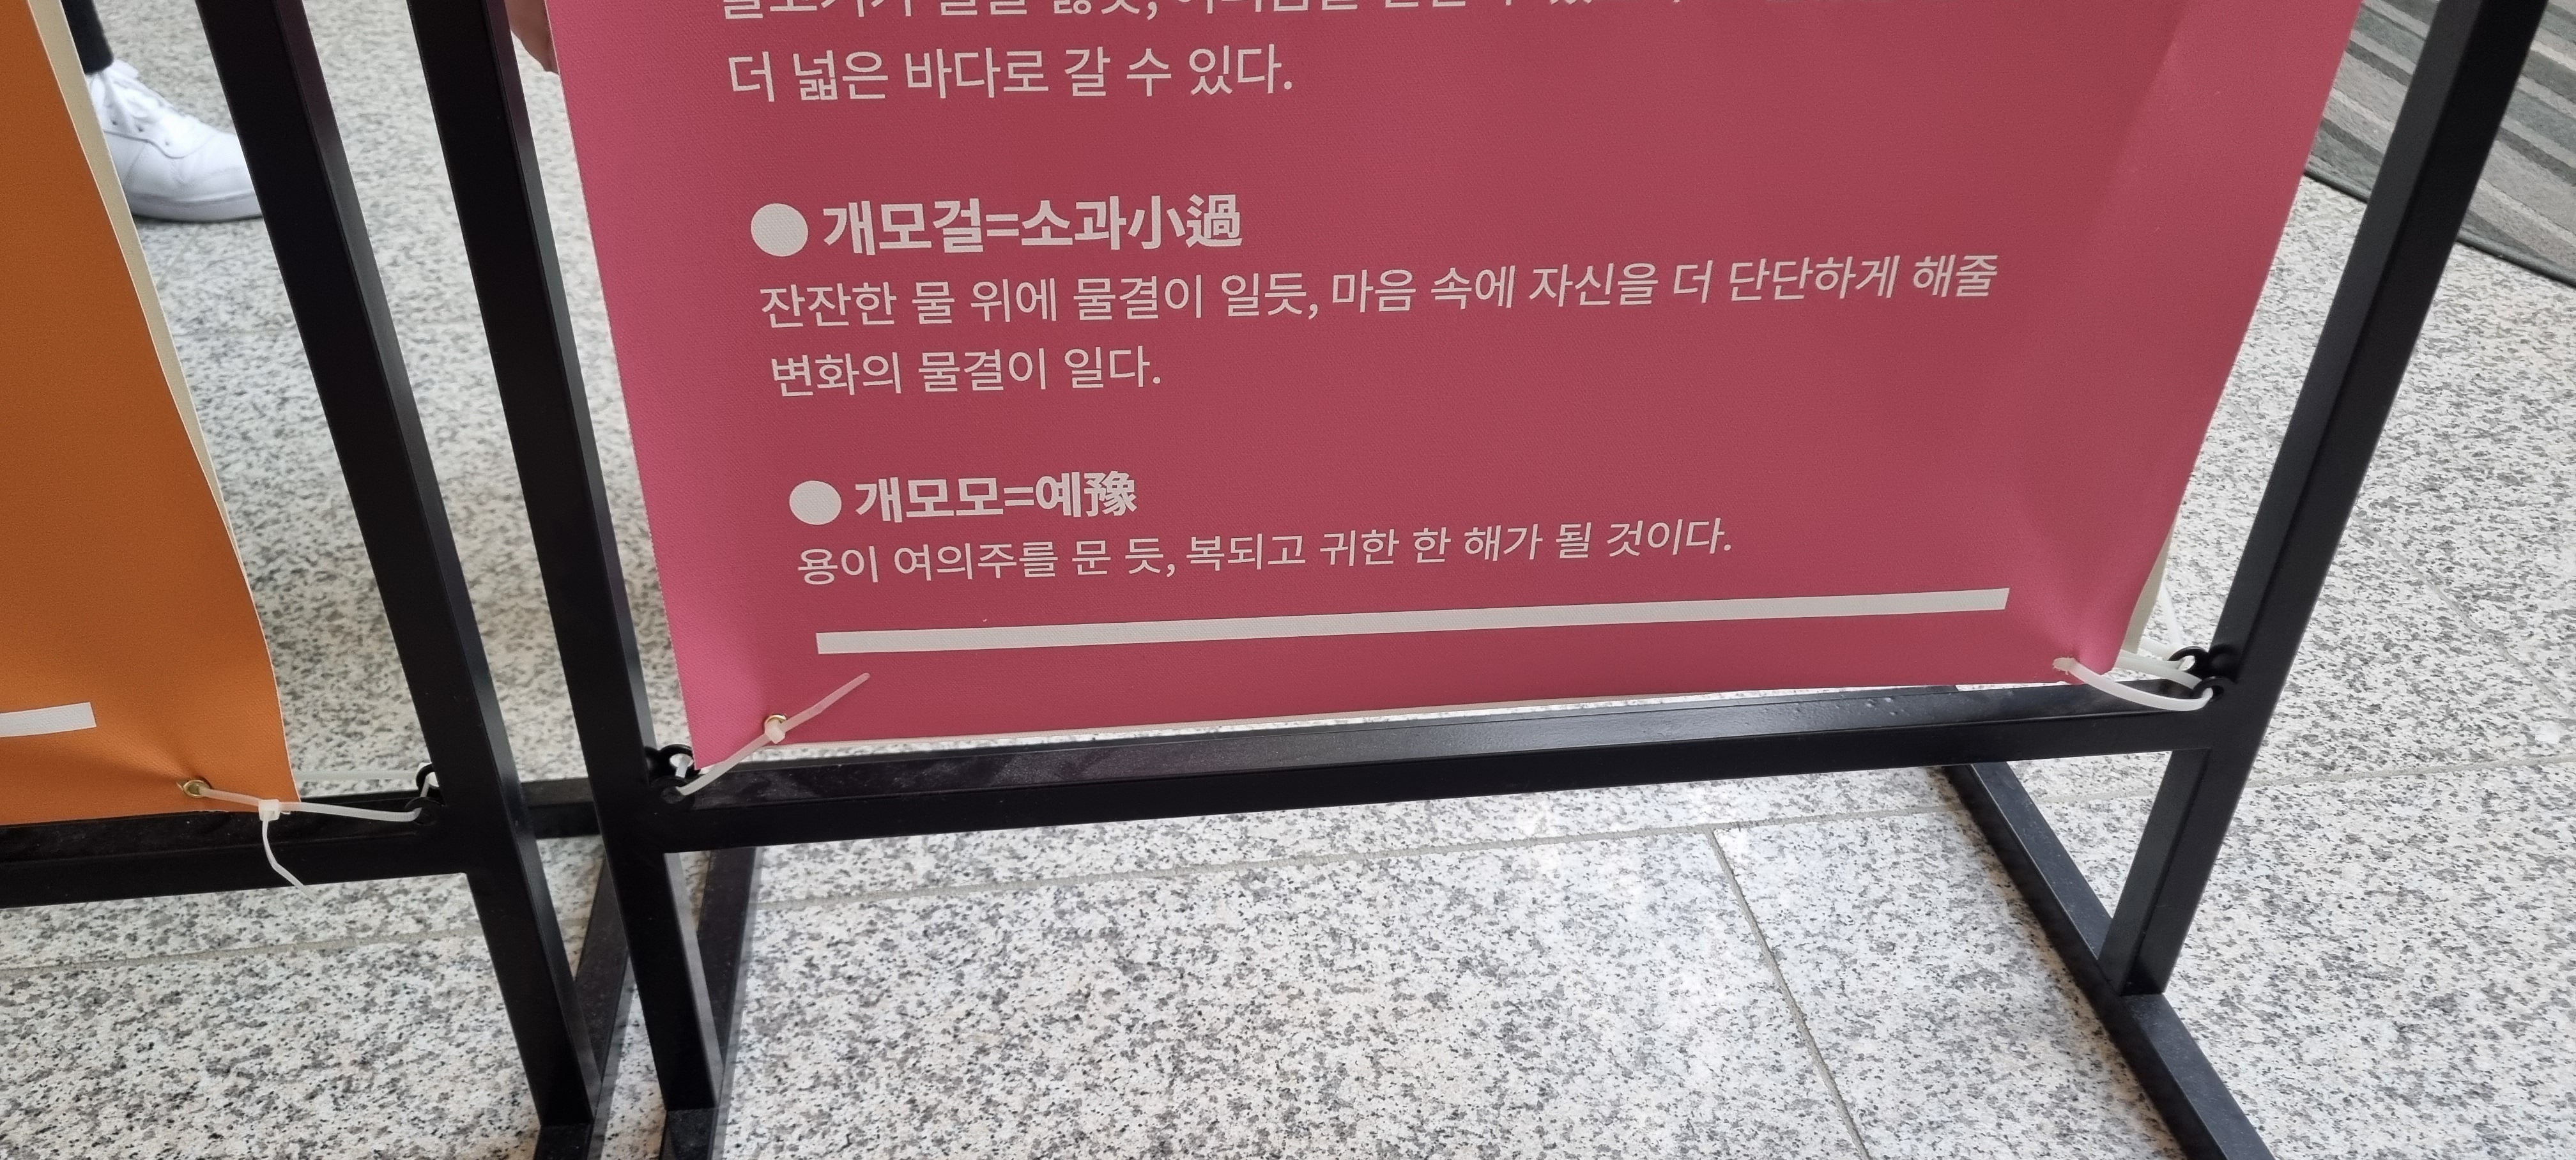 더 넓은 바다로 갈 수 있다.
● 개모걸=소과小過
잔잔한 물 위에 물결이 일듯, 마음 속에 자신을 더 단단하게 해줄
변화의 물결이 일다.
● 개모모=예豫
용이 여의주를 문 듯, 복되고 귀한 한 해가 될 것이다.